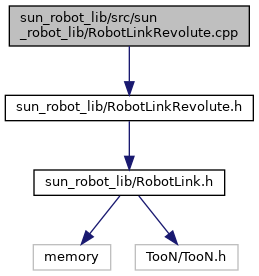 sun_robot_lib/src/sun
_robot_lib/RobotLinkRevolute.cpp
sun_robot_lib/RobotLinkRevolute.h
sun_robot_lib/RobotLink.h
memory
TooN/TooN.h